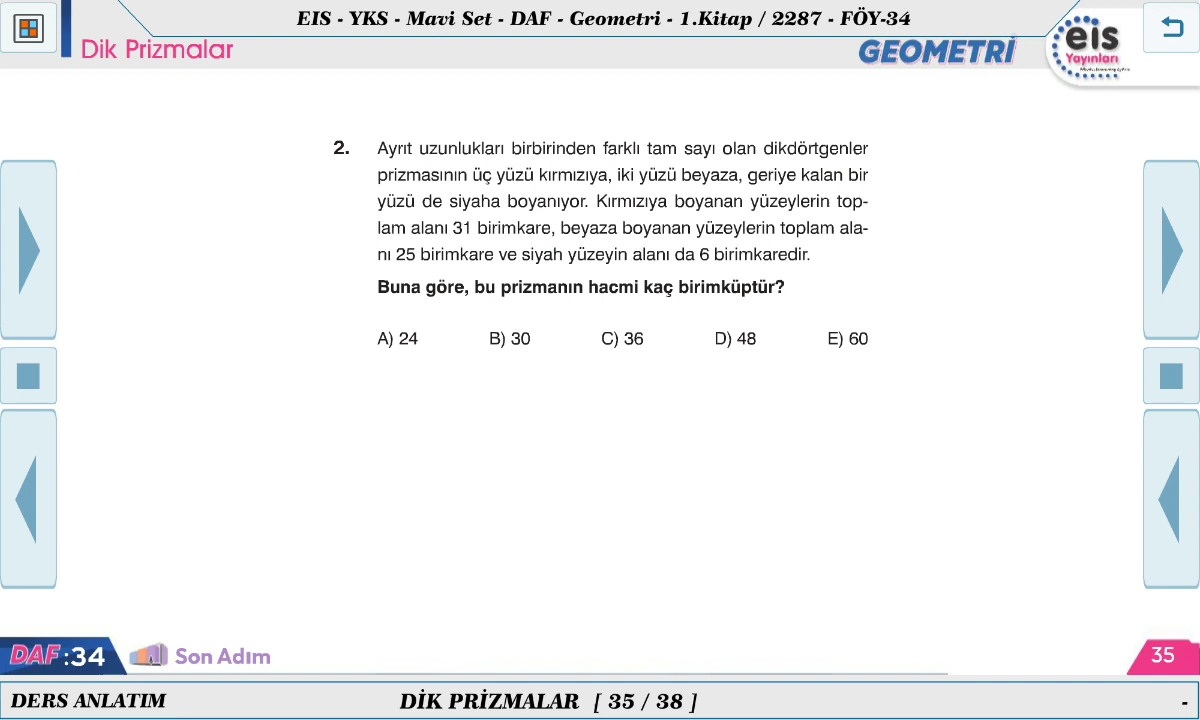 EIS - YKS - Mavi Set - DAF - Geometri - 1.Kitap / 2287 - FÖY-34
Dik Prizmalar
GEOMETRİ
eis
Yayınları
2. Ayrıt uzunlukları birbirinden farklı tam sayı olan dikdörtgenler
prizmasının üç yüzü kırmızıya, iki yüzü beyaza, geriye kalan bir
yüzü de siyaha boyanıyor. Kırmızıya boyanan yüzeylerin top-
lam alanı 31 birimkare, beyaza boyanan yüzeylerin toplam ala-
nı 25 birimkare ve siyah yüzeyin alanı da 6 birimkaredir.
Buna göre, bu prizmanın hacmi kaç birimküptür?
A) 24 B) 30 C) 36 D) 48 E) 60
DAF :34 Son Adım
35
DERS ANLATIM DİK PRİZMALAR [ 35 / 38 ] -